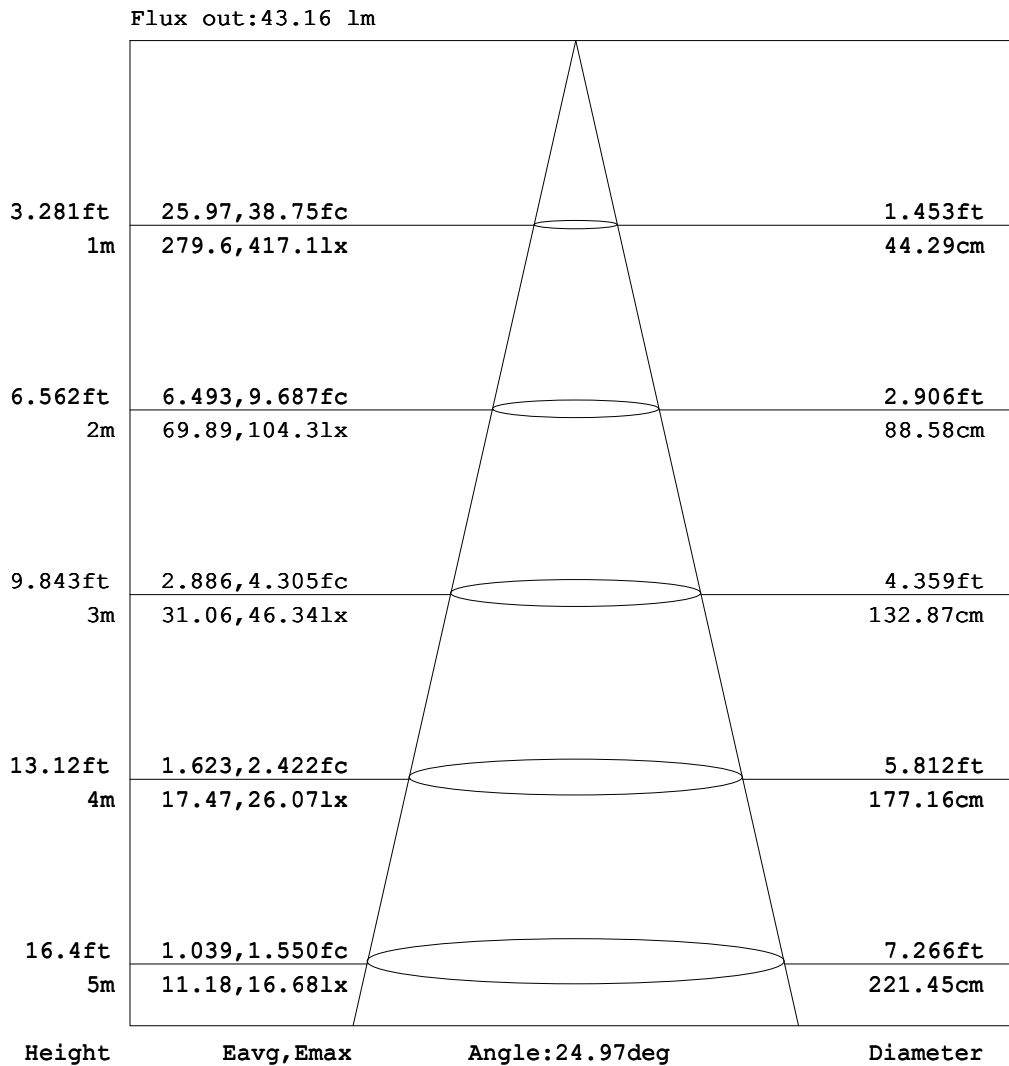 Flux out:43.16 lm
3.281ft 25.97,38.75fc 1.453ft
1m 279.6,417.1lx 44.29cm
6.562ft 6.493,9.687fc 2.906ft
2m 69.89,104.3lx 88.58cm
9.843ft 2.886,4.305fc 4.359ft
3m 31.06,46.34lx 132.87cm
13.12ft 1.623,2.422fc 5.812ft
4m 17.47,26.07lx 177.16cm
16.4ft 1.039,1.550fc 7.266ft
5m 11.18,16.68lx 221.45cm
Height Eavg,Emax Angle:24.97deg Diameter